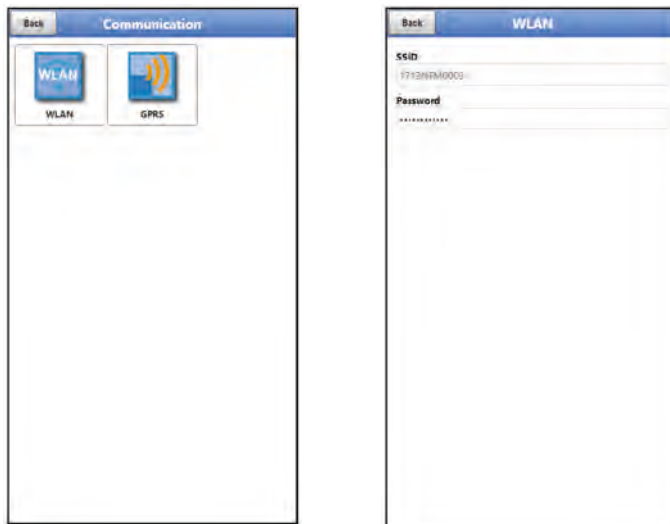 Back Communication
WLAN
WLAN GPRS
Back WLAN
SSiD
Password
••••••••••••